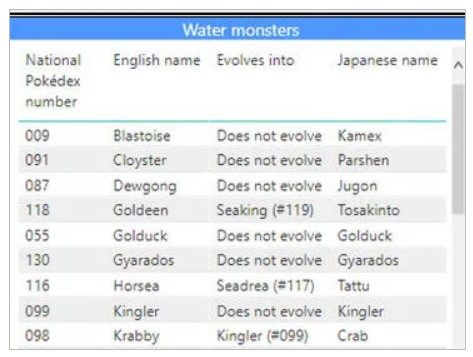 Water monsters
National Pokédex number English name Evolves into Japanese name
009 Blastoise Does not evolve Kamex
091 Cloyster Does not evolve Parshen
087 Dewgong Does not evolve Jugon
118 Goldeen Seaking (#119) Tosakinto
055 Golduck Does not evolve Golduck
130 Gyarados Does not evolve Gyarados
116 Horsea Seadrea (#117) Tattu
099 Kingler Does not evolve Kingler
098 Krabby Kingler (#099) Crab